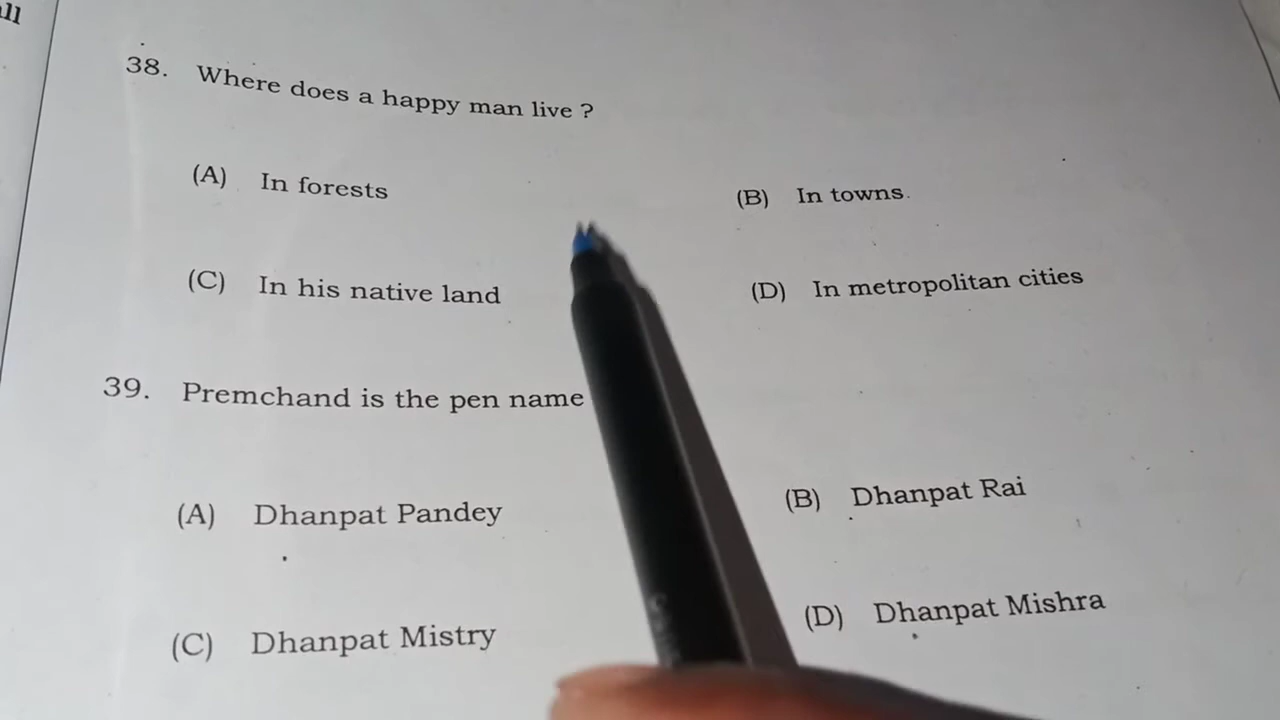 38. Where does a happy man live ?
(A) In forests
(B) In towns.
(C) In his native land
(D) In metropolitan cities
39. Premchand is the pen name
(A) Dhanpat Pandey
(B) Dhanpat Rai
(C) Dhanpat Mistry
(D) Dhanpat Mishra